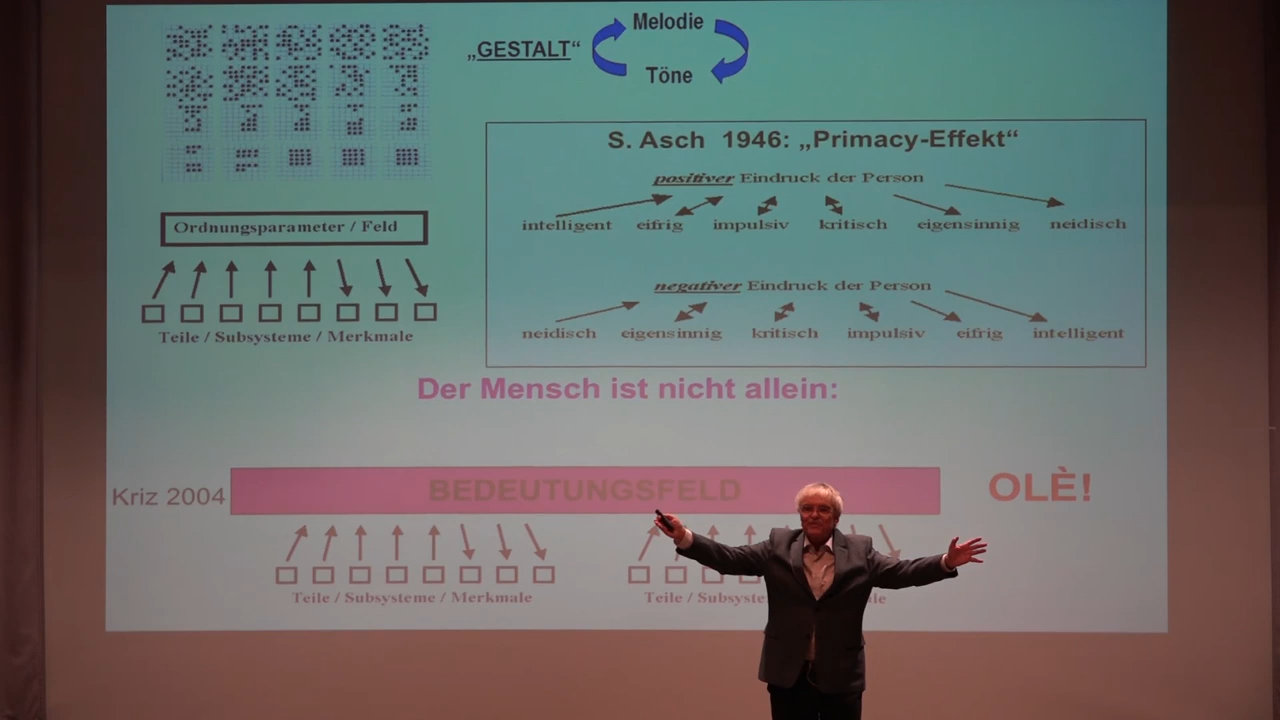 Melodie
„GESTALT“
Töne
S. Asch 1946: „Primacy-Effekt“
positiver Eindruck der Person
intelligent eifrig impulsiv kritisch eigensinnig neidisch
Ordnungsparameter / Feld
negativer Eindruck der Person
neidisch eigensinnig kritisch impulsiv eifrig intelligent
Teile / Subsysteme / Merkmale
Der Mensch ist nicht allein:
Kriz 2004
BEDEUTUNGSFELD
OLÈ!
Teile / Subsysteme / Merkmale
Teile / Subsyste